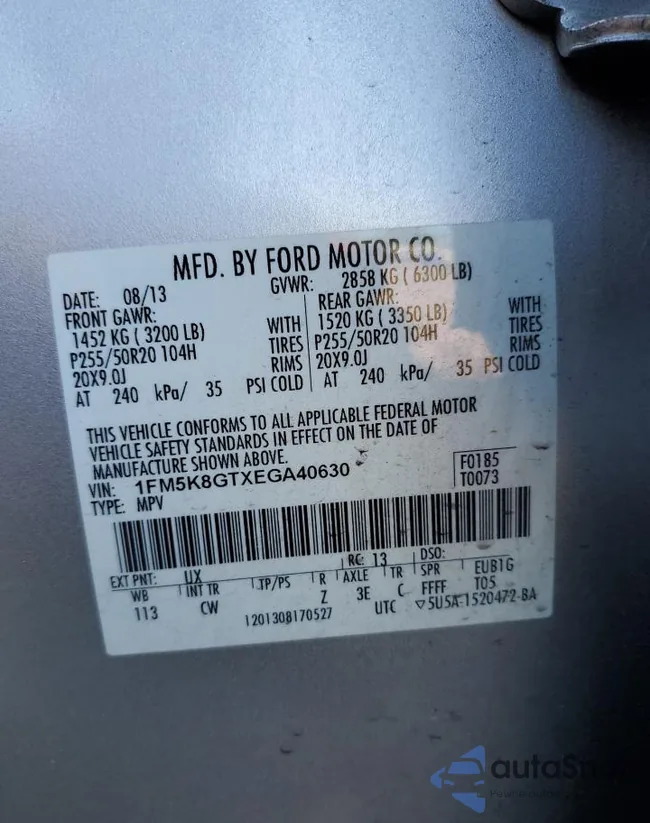 MFD. BY FORD MOTOR CO.
DATE: 08/13 GVWR: 2858 KG ( 6300 LB)
FRONT GAWR: REAR GAWR:
1452 KG ( 3200 LB) WITH 1520 KG ( 3350 LB) WITH
P255/50R20 104H TIRES P255/50R20 104H TIRES
20X9.0J RIMS 20X9.0J RIMS
AT 240 kPa/ 35 PSI COLD AT 240 kPa/ 35 PSI COLD
THIS VEHICLE CONFORMS TO ALL APPLICABLE FEDERAL MOTOR
VEHICLE SAFETY STANDARDS IN EFFECT ON THE DATE OF
MANUFACTURE SHOWN ABOVE.
VIN: 1FM5K8GTXEGA40630 F0185
TYPE: MPV T0073
EXT PNT: UX RC: 13 DSO:
WB INT TR TP/PS R AXLE TR SPR EUB1G
113 CW Z 3E C FFFF T05
1201308170527 UTC ▽5U5A-1520472-BA